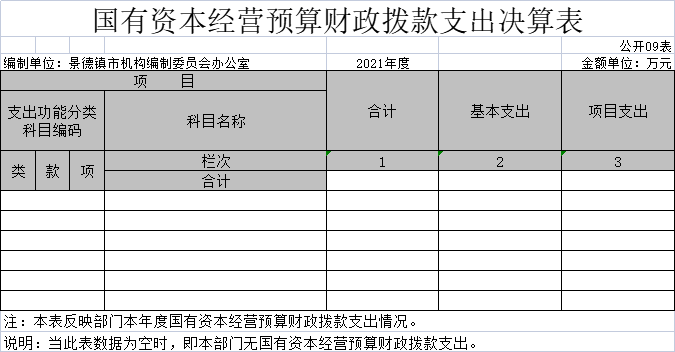 国有资本经营预算财政拨款支出决算表
公开09表
编制单位：景德镇市机构编制委员会办公室 2021年度 金额单位：万元
项 目 合计 基本支出 项目支出
支出功能分类科目编码 科目名称
类 款 项 栏次 1 2 3
合计
注：本表反映部门本年度国有资本经营预算财政拨款支出情况。
说明：当此表数据为空时，即本部门无国有资本经营预算财政拨款支出。